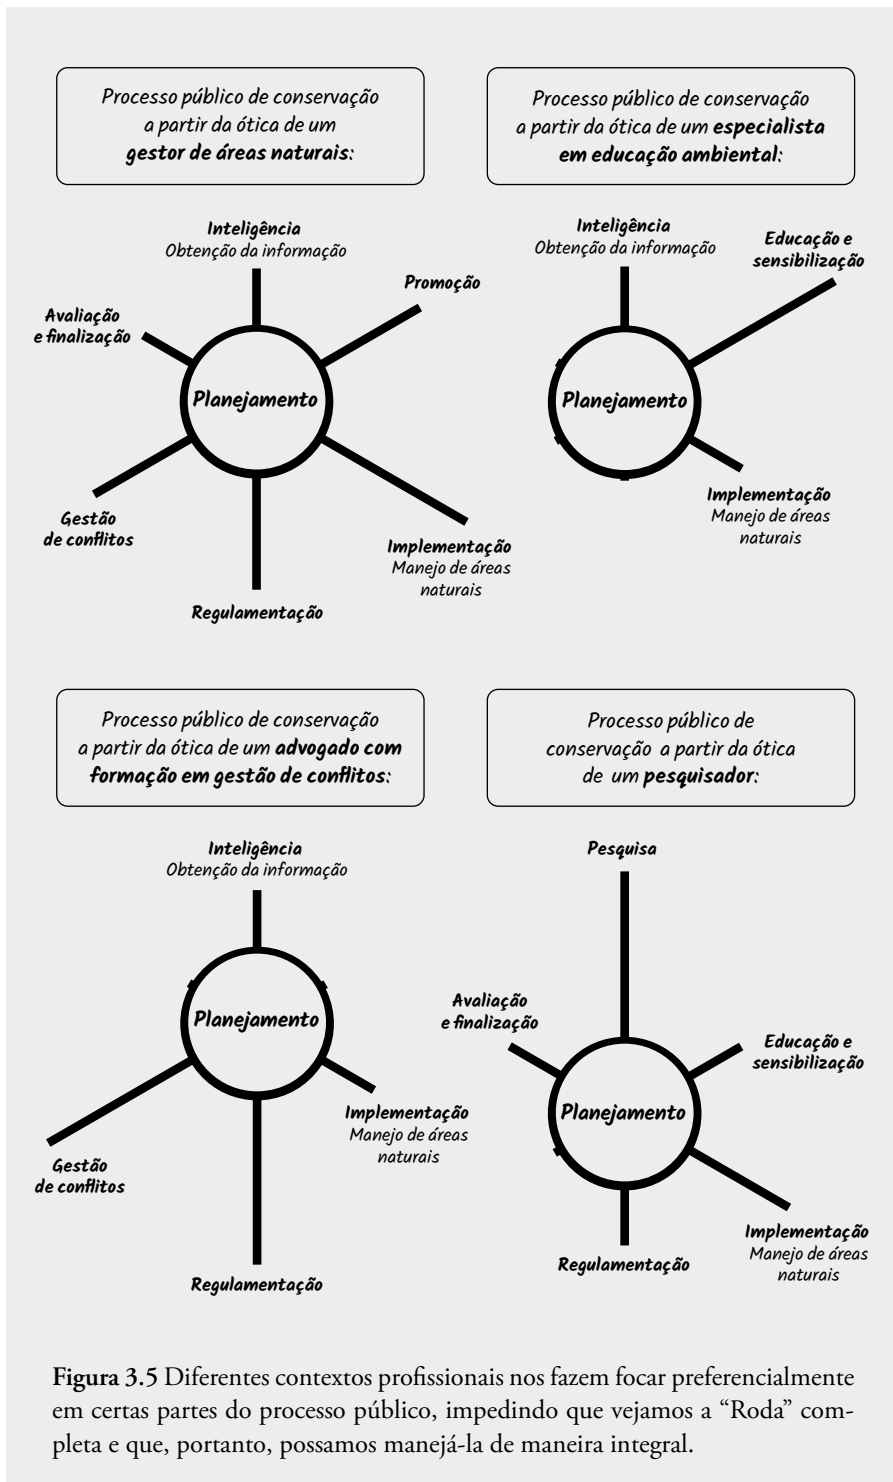 Processo público de conservação
a partir da ótica de um
gestor de áreas naturais:
Inteligência
Obtenção da informação
Promoção
Avaliação
e finalização
Planejamento
Gestão
de conflitos
Implementação
Manejo de áreas
naturais
Regulamentação
Processo público de conservação
a partir da ótica de um especialista
em educação ambiental:
Inteligência
Obtenção da informação
Educação e
sensibilização
Planejamento
Implementação
Manejo de áreas
naturais
Processo público de conservação
a partir da ótica de um advogado com
formação em gestão de conflitos:
Inteligência
Obtenção da informação
Planejamento
Implementação
Manejo de áreas
naturais
Gestão
de conflitos
Regulamentação
Processo público de
conservação a partir da ótica
de um pesquisador:
Pesquisa
Avaliação
e finalização
Educação e
sensibilização
Planejamento
Implementação
Manejo de áreas
naturais
Regulamentação
Figura 3.5 Diferentes contextos profissionais nos fazem focar preferencialmente
em certas partes do processo público, impedindo que vejamos a “Roda” com-
pleta e que, portanto, possamos manejá-la de maneira integral.